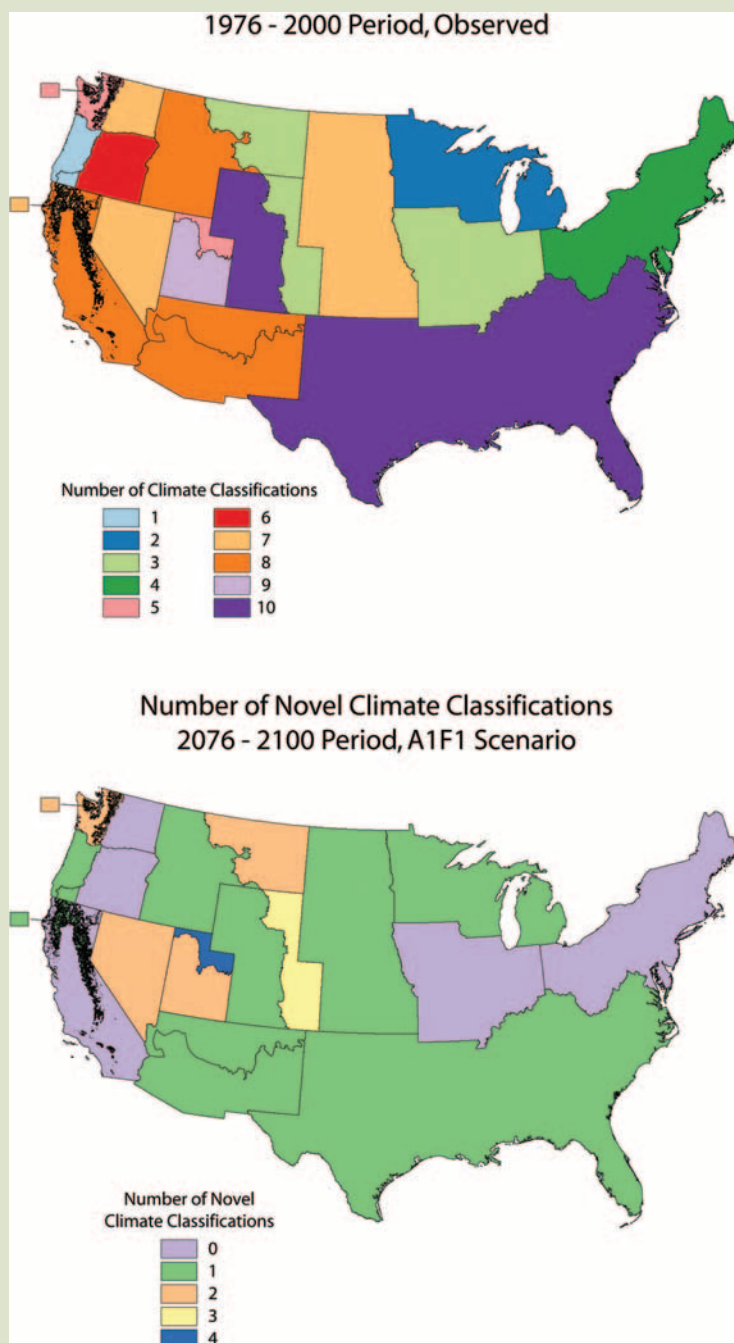 1976 - 2000 Period, Observed
Number of Climate Classifications
1 6
2 7
3 8
4 9
5 10
Number of Novel Climate Classifications
2076 - 2100 Period, A1F1 Scenario
Number of Novel
Climate Classifications
0
1
2
3
4